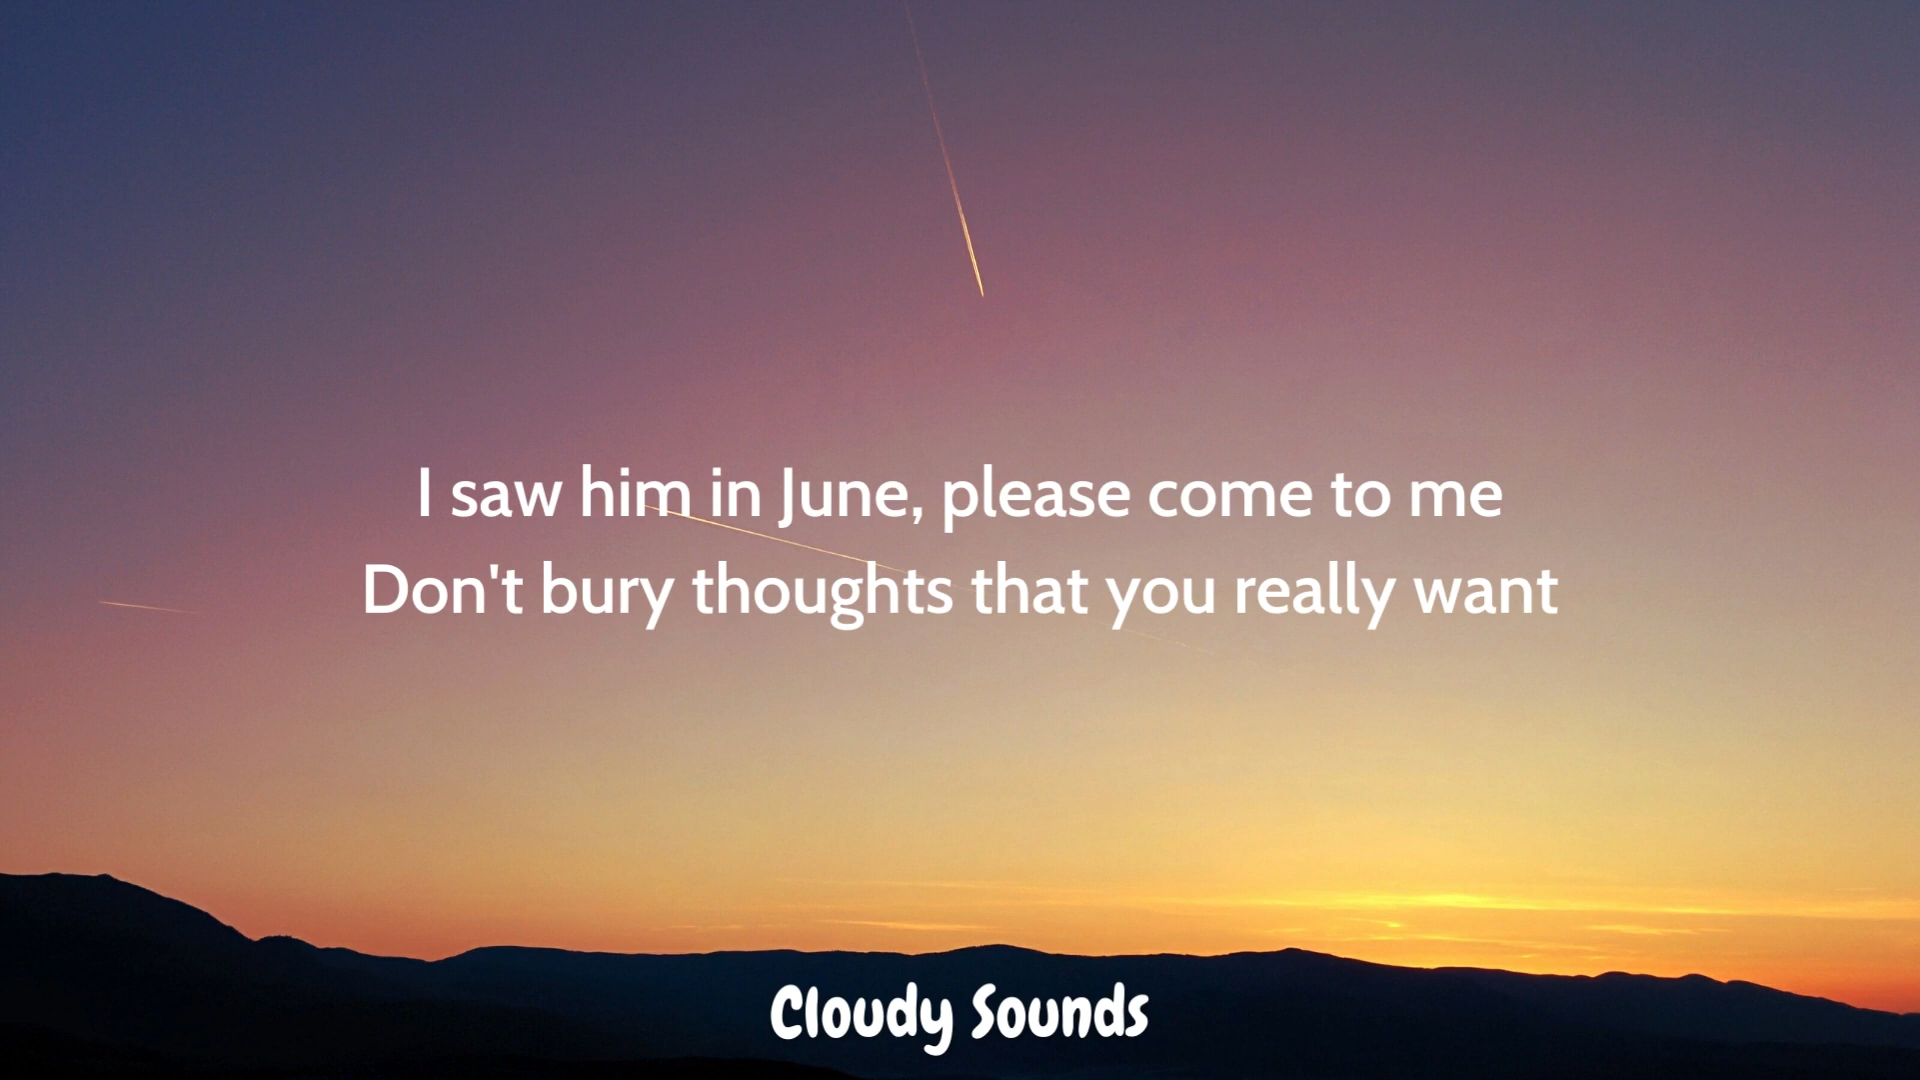 I saw him in June, please come to me
Don't bury thoughts that you really want
Cloudy Sounds